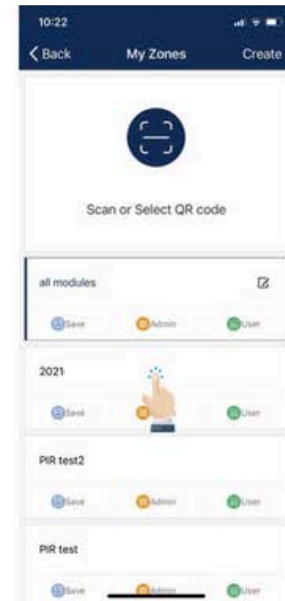 10:22
Back My Zones Create
Scan or Select QR code
all modules
Save Admin User
2021
Save User
PIR test2
Save Admin User
PIR test
Save Admin User